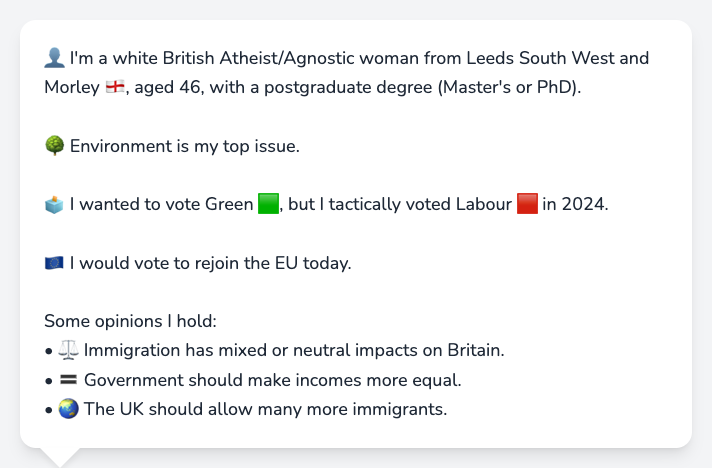 👤 I'm a white British Atheist/Agnostic woman from Leeds South West and
Morley 🏴󠁧󠁢󠁥󠁮󠁧󠁿, aged 46, with a postgraduate degree (Master's or PhD).
🌳 Environment is my top issue.
🗳️ I wanted to vote Green 🟩, but I tactically voted Labour 🟥 in 2024.
🇪🇺 I would vote to rejoin the EU today.
Some opinions I hold:
• ⚖️ Immigration has mixed or neutral impacts on Britain.
• 🟰 Government should make incomes more equal.
• 🌏 The UK should allow many more immigrants.